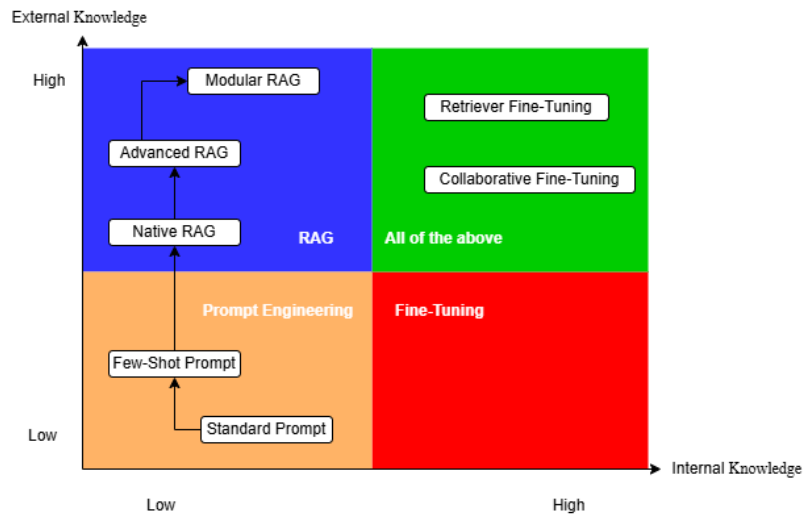 External Knowledge
High
Modular RAG
Retriever Fine-Tuning
Advanced RAG
Collaborative Fine-Tuning
Native RAG
RAG
All of the above
Prompt Engineering
Fine-Tuning
Few-Shot Prompt
Standard Prompt
Low
Internal Knowledge
Low
High